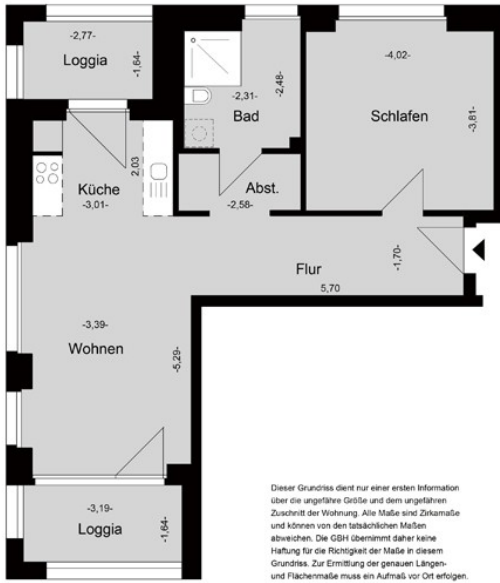 -2,77-
Loggia
-1,64-
-2,31-
-2,48-
Bad
-4,02-
Schlafen
-3,81-
Küche
-3,01-
2,03
Abst.
-2,58-
Flur
-1,70-
5,70
-3,39-
Wohnen
-5,29-
-3,19-
Loggia
-1,64-
Dieser Grundriss dient nur einer ersten Information
über die ungefähre Größe und dem ungefähren
Zuschnitt der Wohnung. Alle Maße sind Zirkamaße
und können von den tatsächlichen Maßen
abweichen. Die GBH übernimmt daher keine
Haftung für die Richtigkeit der Maße in diesem
Grundriss. Zur Ermittlung der genauen Längen-
und Flächenmaße muss ein Aufmaß vor Ort erfolgen.